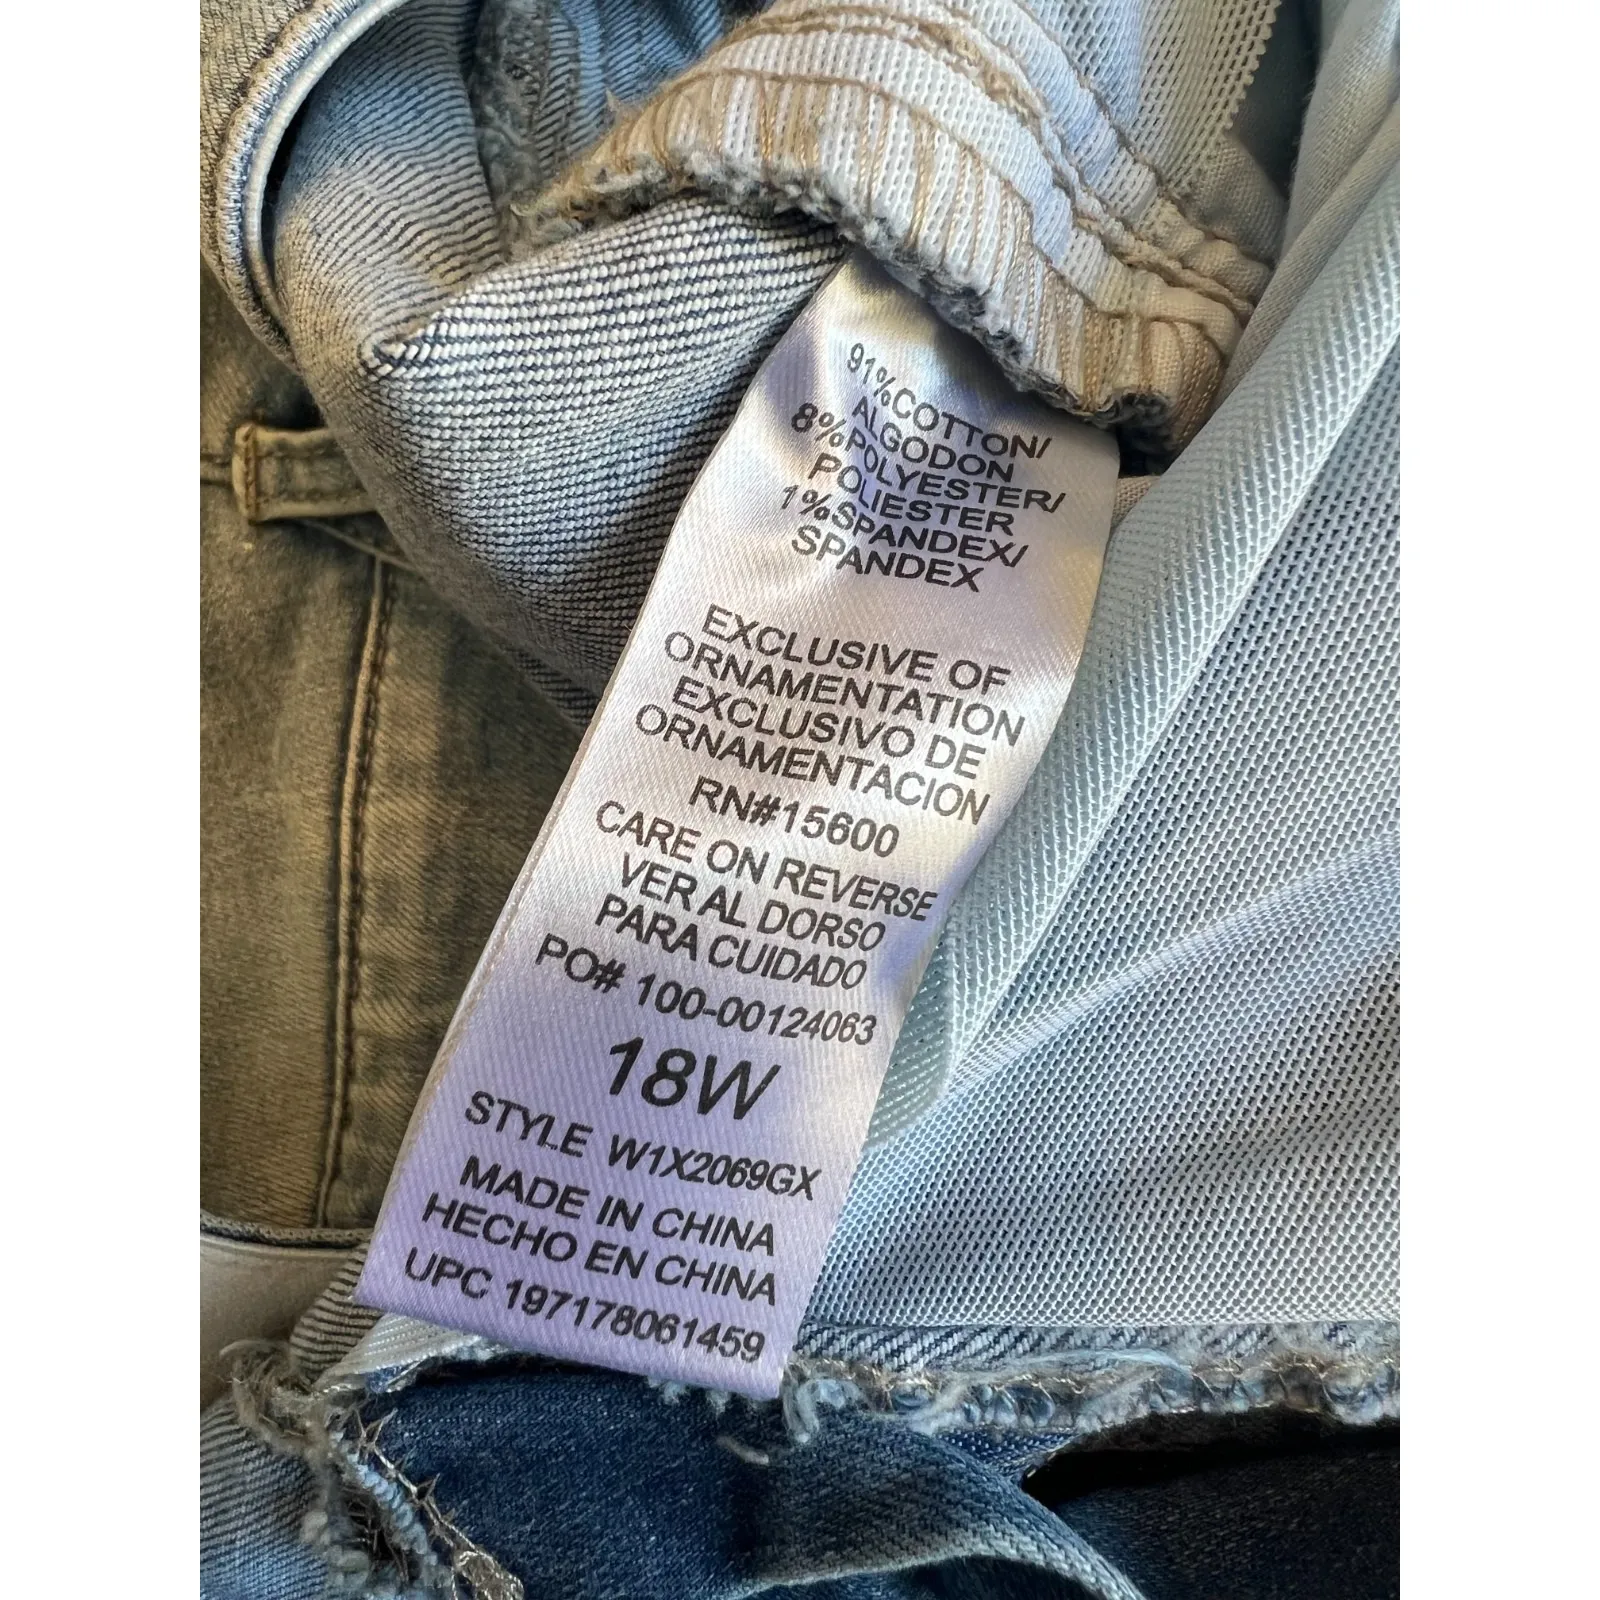 91%COTTON/
ALGODON
8%POLYESTER/
POLIESTER
1%SPANDEX/
SPANDEX
EXCLUSIVE OF
ORNAMENTATION
EXCLUSIVO DE
ORNAMENTACION
RN#15600
CARE ON REVERSE
VER AL DORSO
PARA CUIDADO
PO# 100-00124063
18W
STYLE W1X2069GX
MADE IN CHINA
HECHO EN CHINA
UPC 197178061459